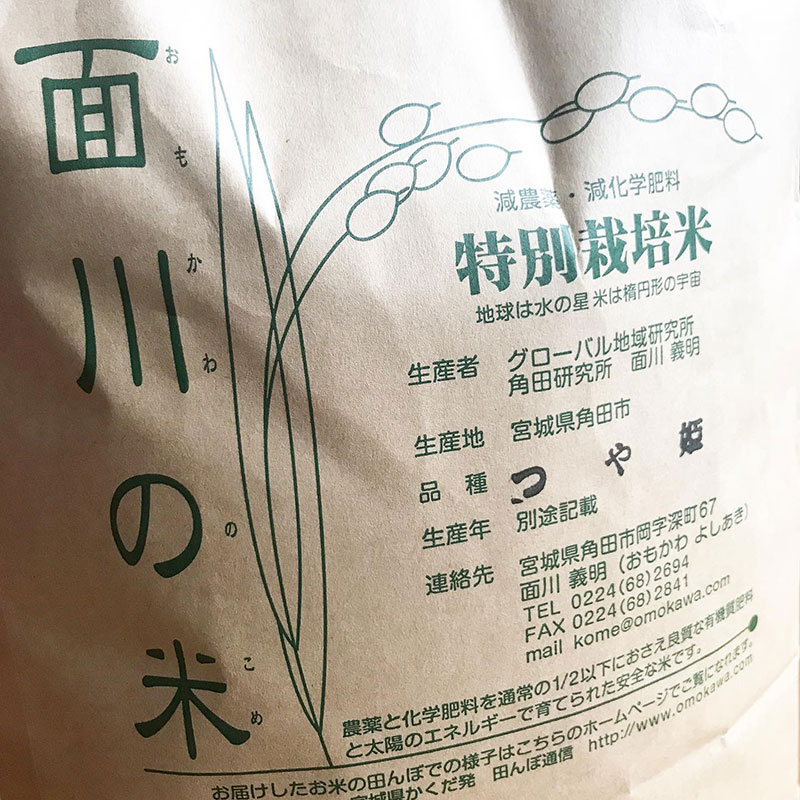 面川の米
おもかわのこめ
減農薬・減化学肥料
特別栽培米
地球は水の星 米は楕円形の宇宙
生産者 グローバル地域研究所
角田研究所 面川 義明
生産地 宮城県角田市
品種 つや姫
生産年 別途記載
連絡先 宮城県角田市岡字深町67
面川 義明(おもかわ よしあき)
TEL 0224(68)2694
FAX 0224(68)2841
mail kome@omokawa.com
農薬と化学肥料を通常の1/2以下におさえ良質な有機質肥料
と太陽のエネルギーで育てられた安全な米です。
お届けしたお米の田んぼでの様子はこちらのホームページでご覧になれます。
宮城県かくだ発 田んぼ通信 http://www.omokawa.com